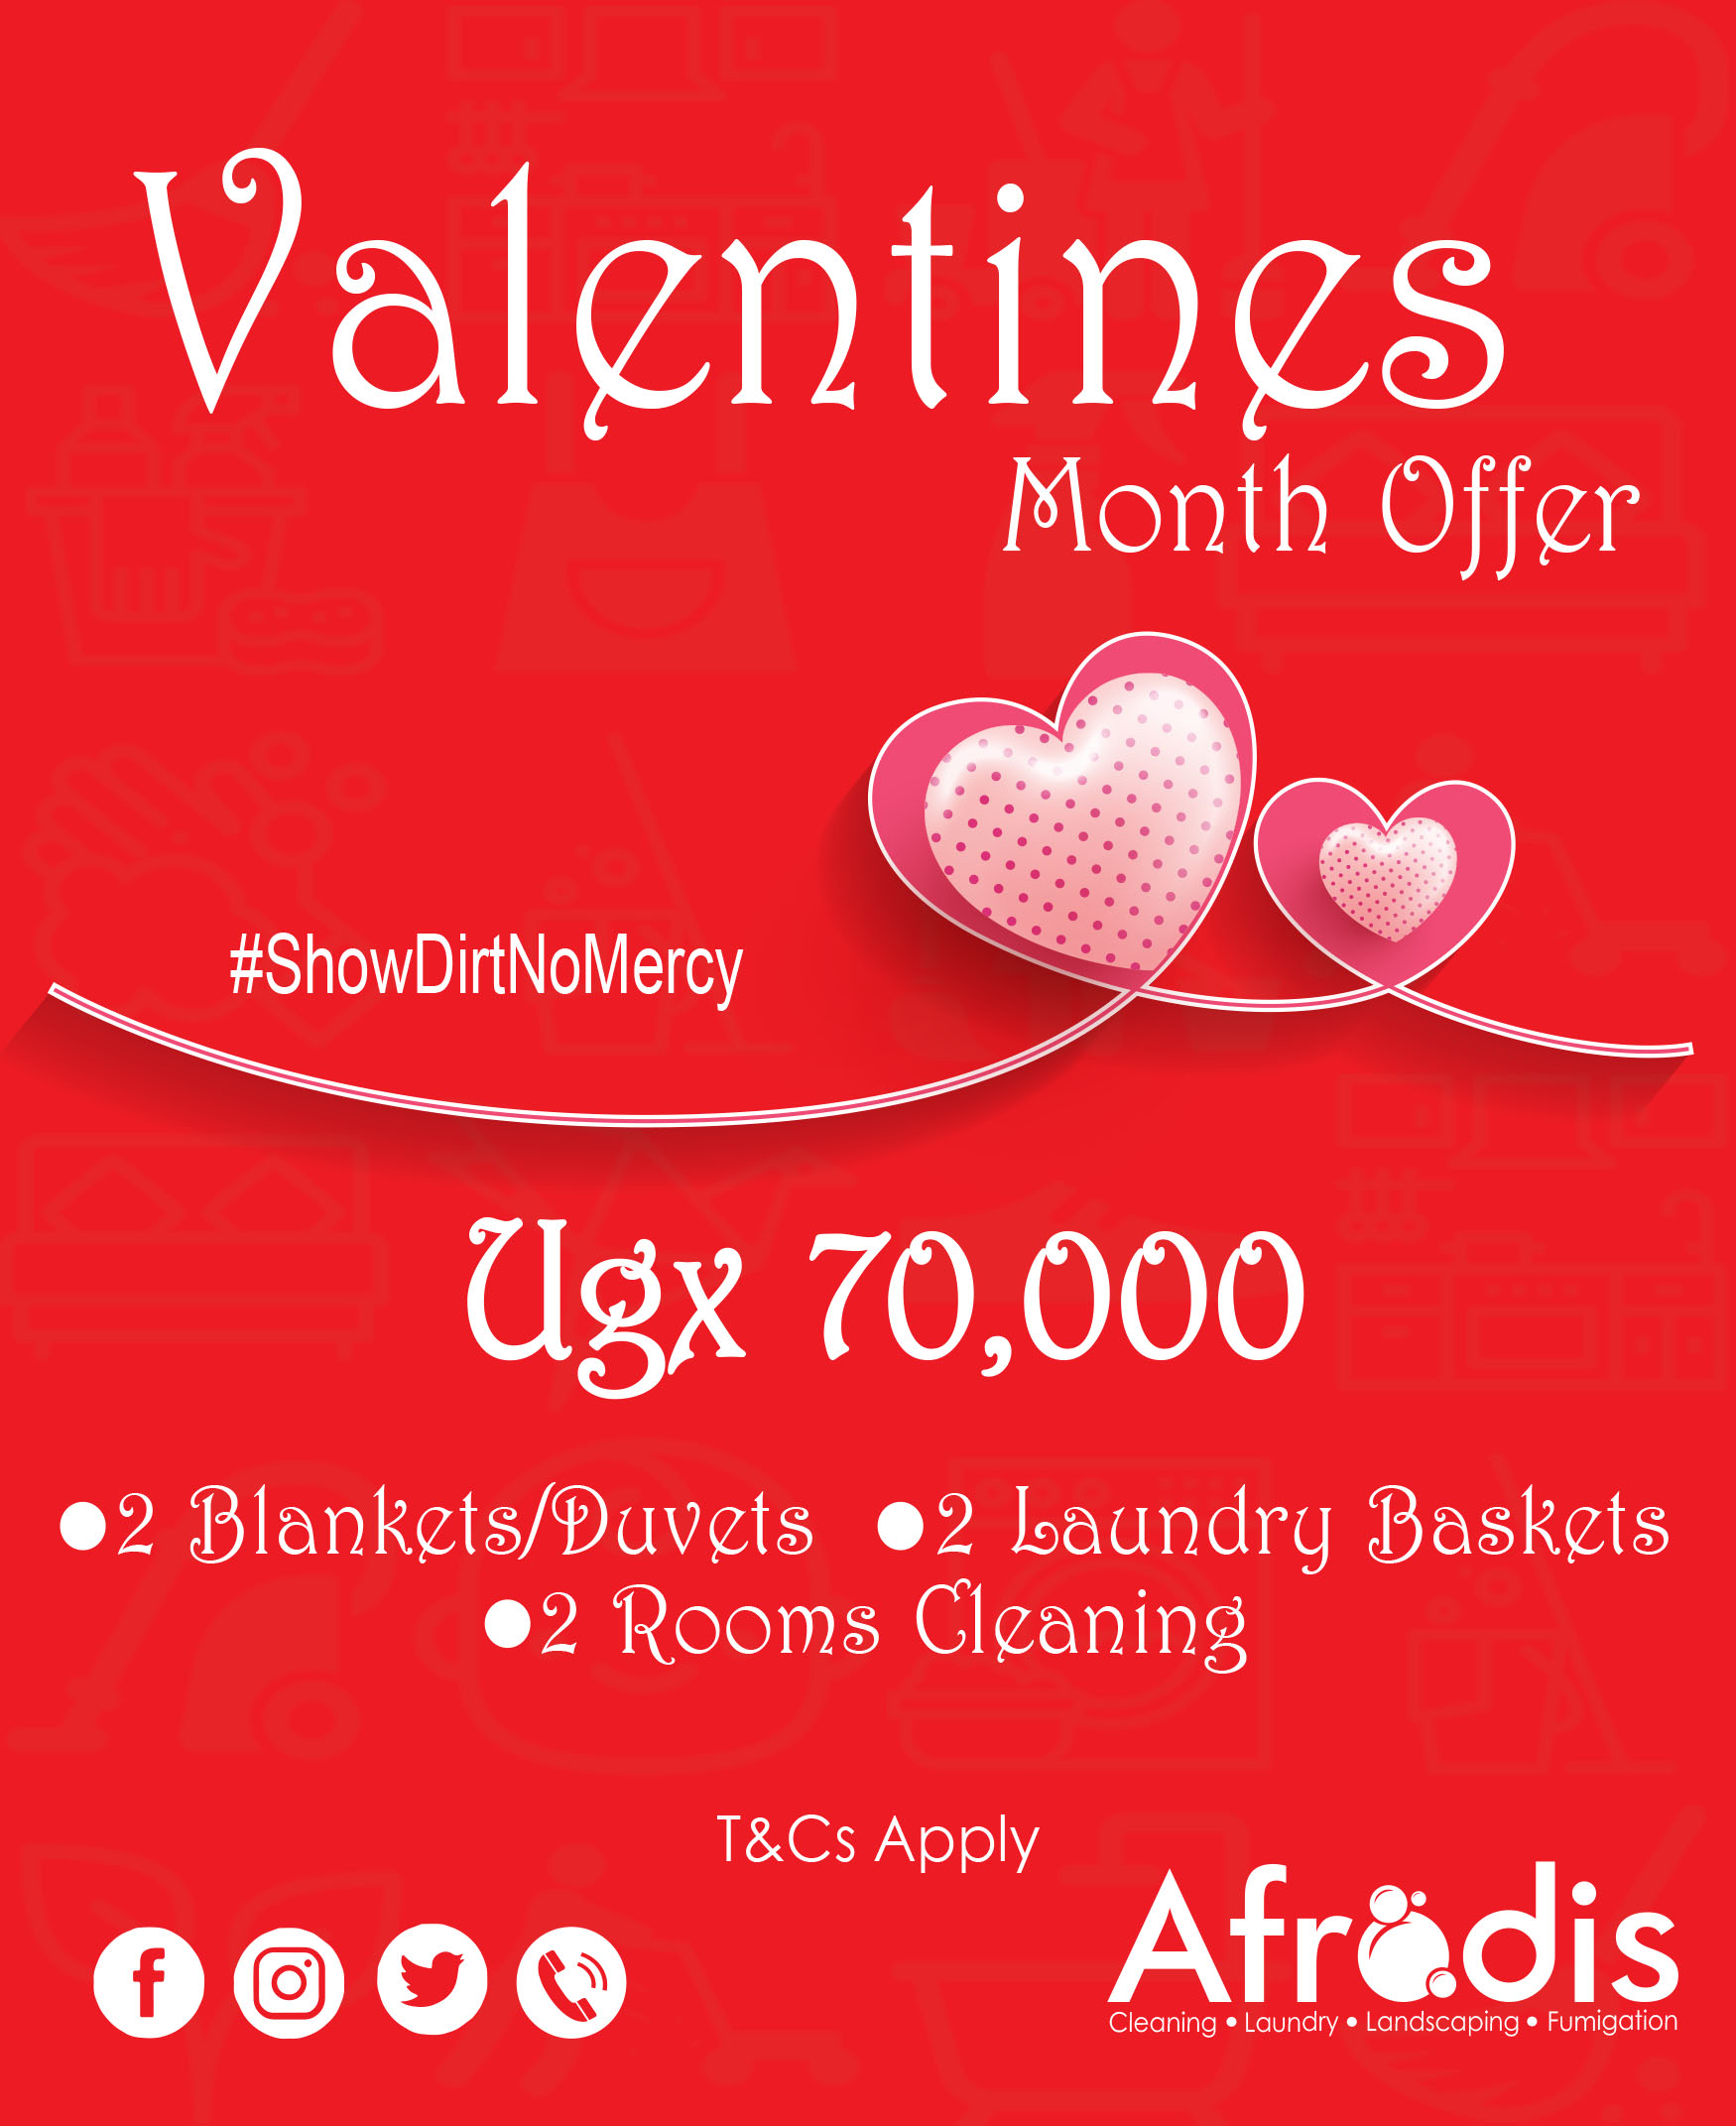 Valentines
Month Offer
#ShowDirtNoMercy
Ugx 70,000
●2 Blankets/Duvets ●2 Laundry Baskets
●2 Rooms Cleaning
T&Cs Apply
Afrodis
Cleaning • Laundry • Landscaping • Fumigation